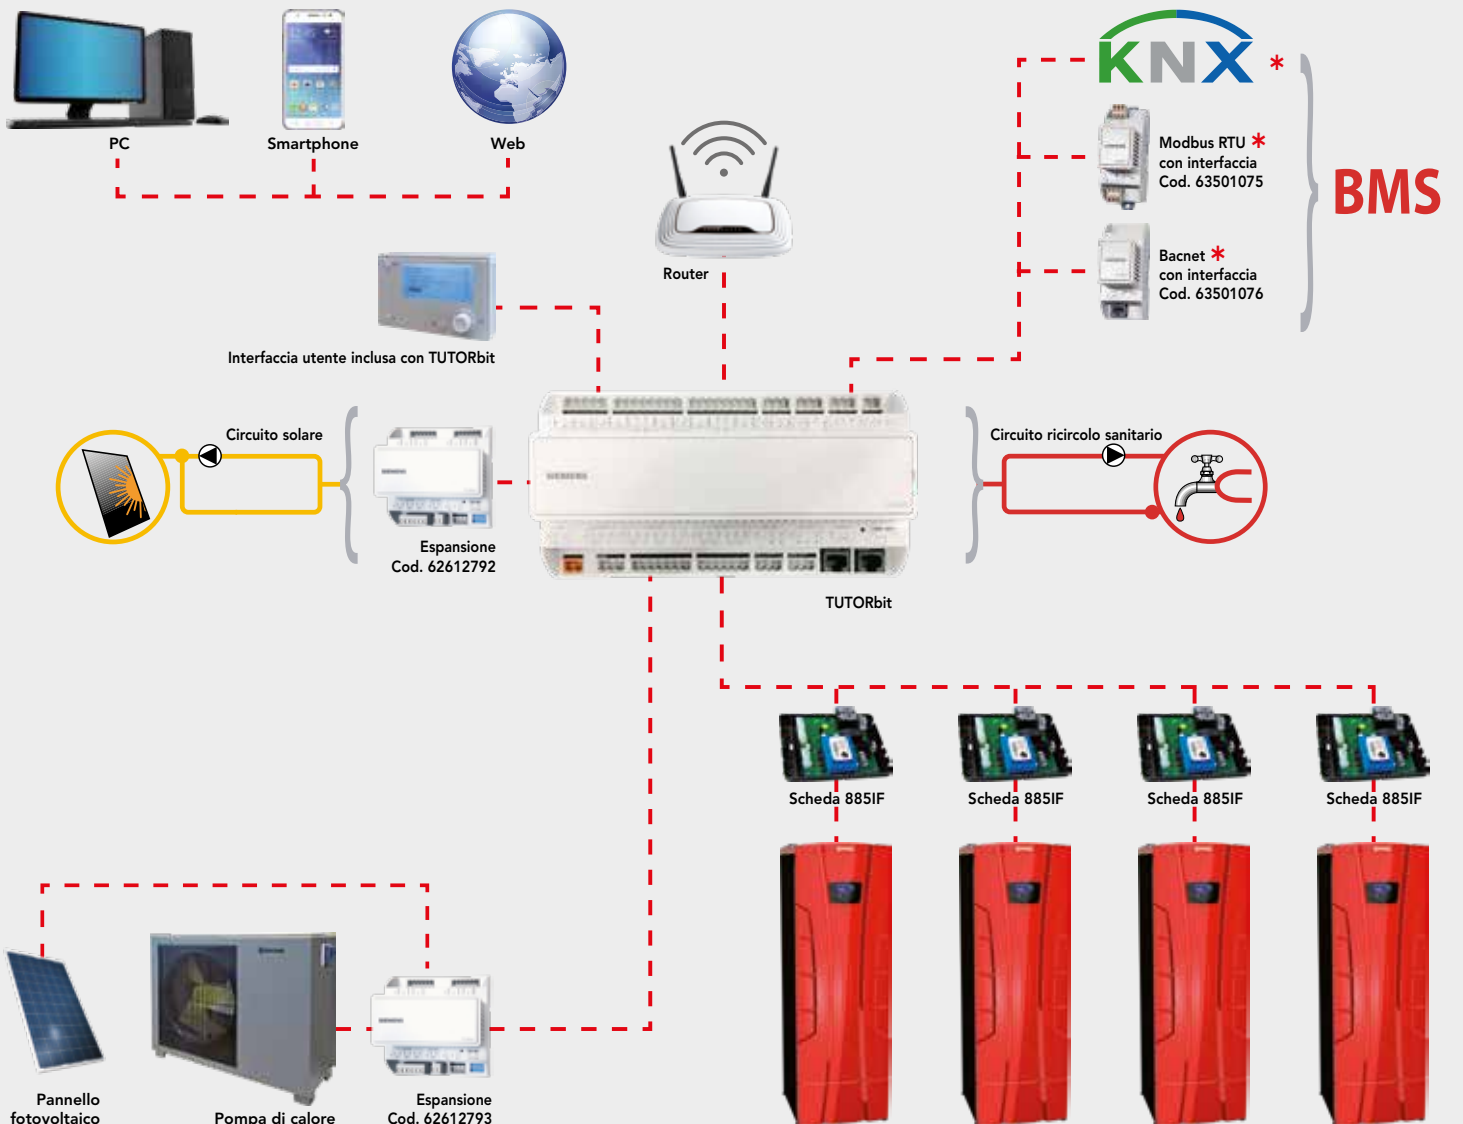 PC
Smartphone
Web
Router
KNX *
Modbus RTU *
con interfaccia
Cod. 63501075
Bacnet *
con interfaccia
Cod. 63501076
BMS
Interfaccia utente inclusa con TUTORbit
Circuito solare
Espansione
Cod. 62612792
SIEMENS
TUTORbit
Circuito ricircolo sanitario
Scheda 885IF
Scheda 885IF
Scheda 885IF
Scheda 885IF
Pannello
fotovoltaico
Pompa di calore
Espansione
Cod. 62612793